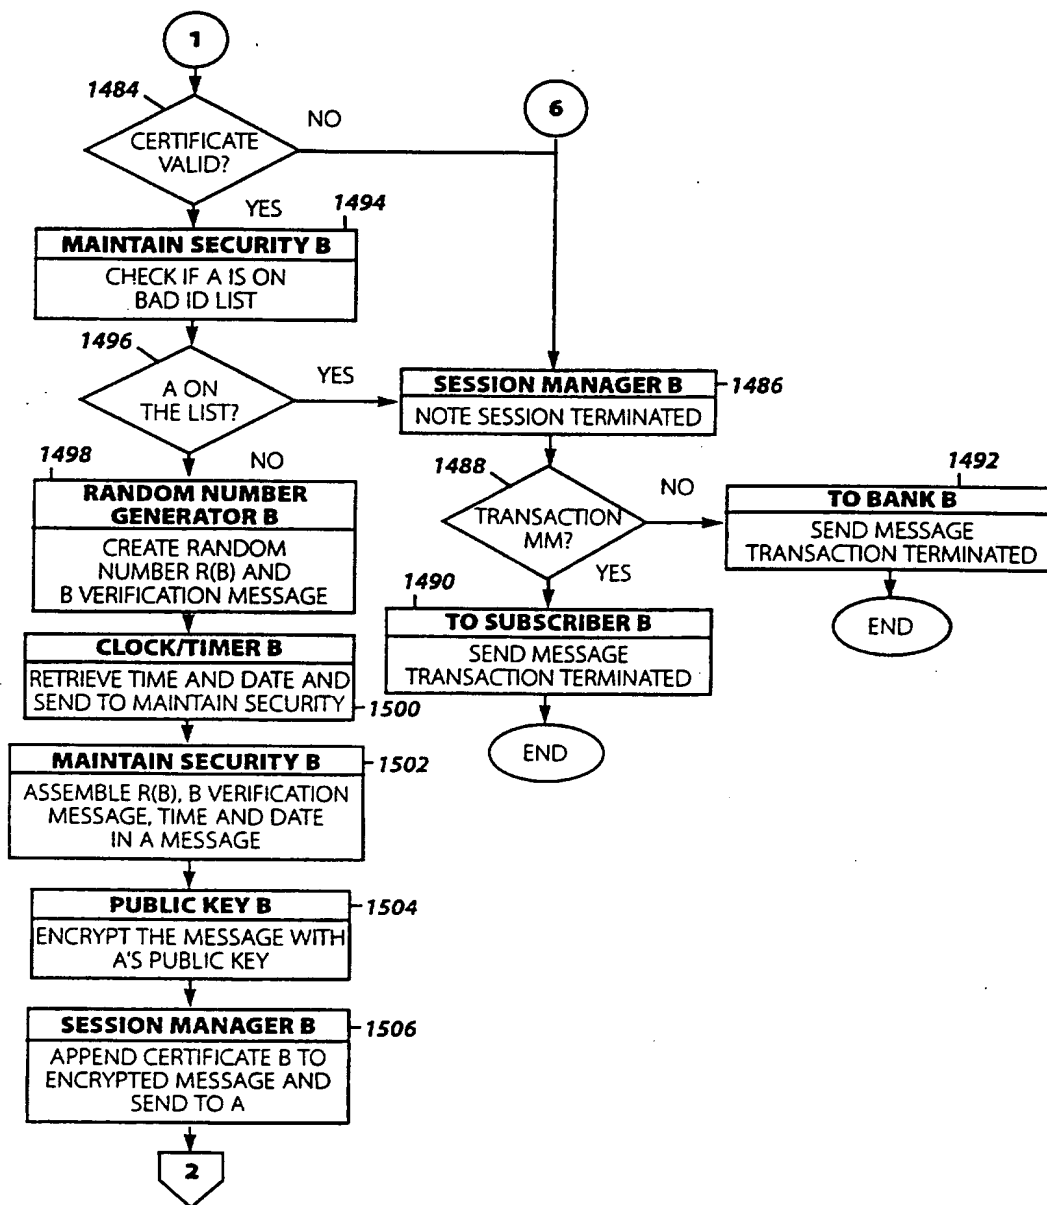 1
1484
CERTIFICATE
VALID?
NO
6
YES
1494
MAINTAIN SECURITY B
CHECK IF A IS ON
BAD ID LIST
1496
A ON
THE LIST?
YES
SESSION MANAGER B
1486
NOTE SESSION TERMINATED
NO
1498
RANDOM NUMBER
GENERATOR B
CREATE RANDOM
NUMBER R(B) AND
B VERIFICATION MESSAGE
1488
TRANSACTION
MM?
NO
1492
TO BANK B
SEND MESSAGE
TRANSACTION TERMINATED
END
YES
1490
TO SUBSCRIBER B
SEND MESSAGE
TRANSACTION TERMINATED
END
CLOCK/TIMER B
RETRIEVE TIME AND DATE AND
SEND TO MAINTAIN SECURITY
1500
MAINTAIN SECURITY B
1502
ASSEMBLE R(B), B VERIFICATION
MESSAGE, TIME AND DATE
IN A MESSAGE
PUBLIC KEY B
1504
ENCRYPT THE MESSAGE WITH
A'S PUBLIC KEY
SESSION MANAGER B
1506
APPEND CERTIFICATE B TO
ENCRYPTED MESSAGE AND
SEND TO A
2